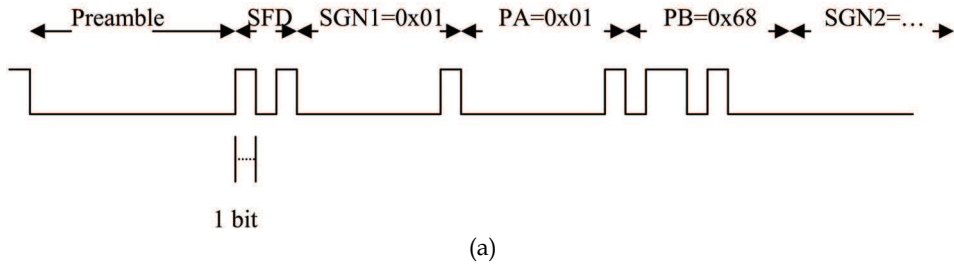 Preamble SFD SGN1=0x01 PA=0x01 PB=0x68 SGN2=…
1 bit
(a)